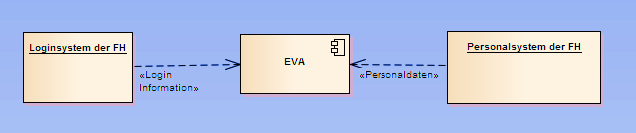 Loginsystem der FH
EVA
Personalsystem der FH
«Login
Information»
«Personaldaten»